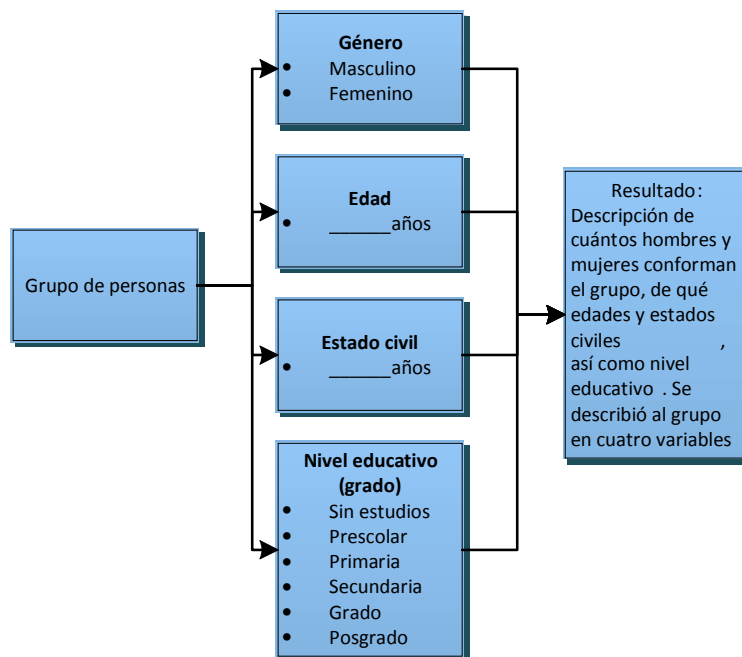 Grupo de personas
Género
• Masculino
• Femenino
Edad
• ______años
Estado civil
• ______años
Nivel educativo
(grado)
• Sin estudios
• Prescolar
• Primaria
• Secundaria
• Grado
• Posgrado
Resultado:
Descripción de
cuántos hombres y
mujeres conforman
el grupo, de qué
edades y estados
civiles ,
así como nivel
educativo . Se
describió al grupo
en cuatro variables